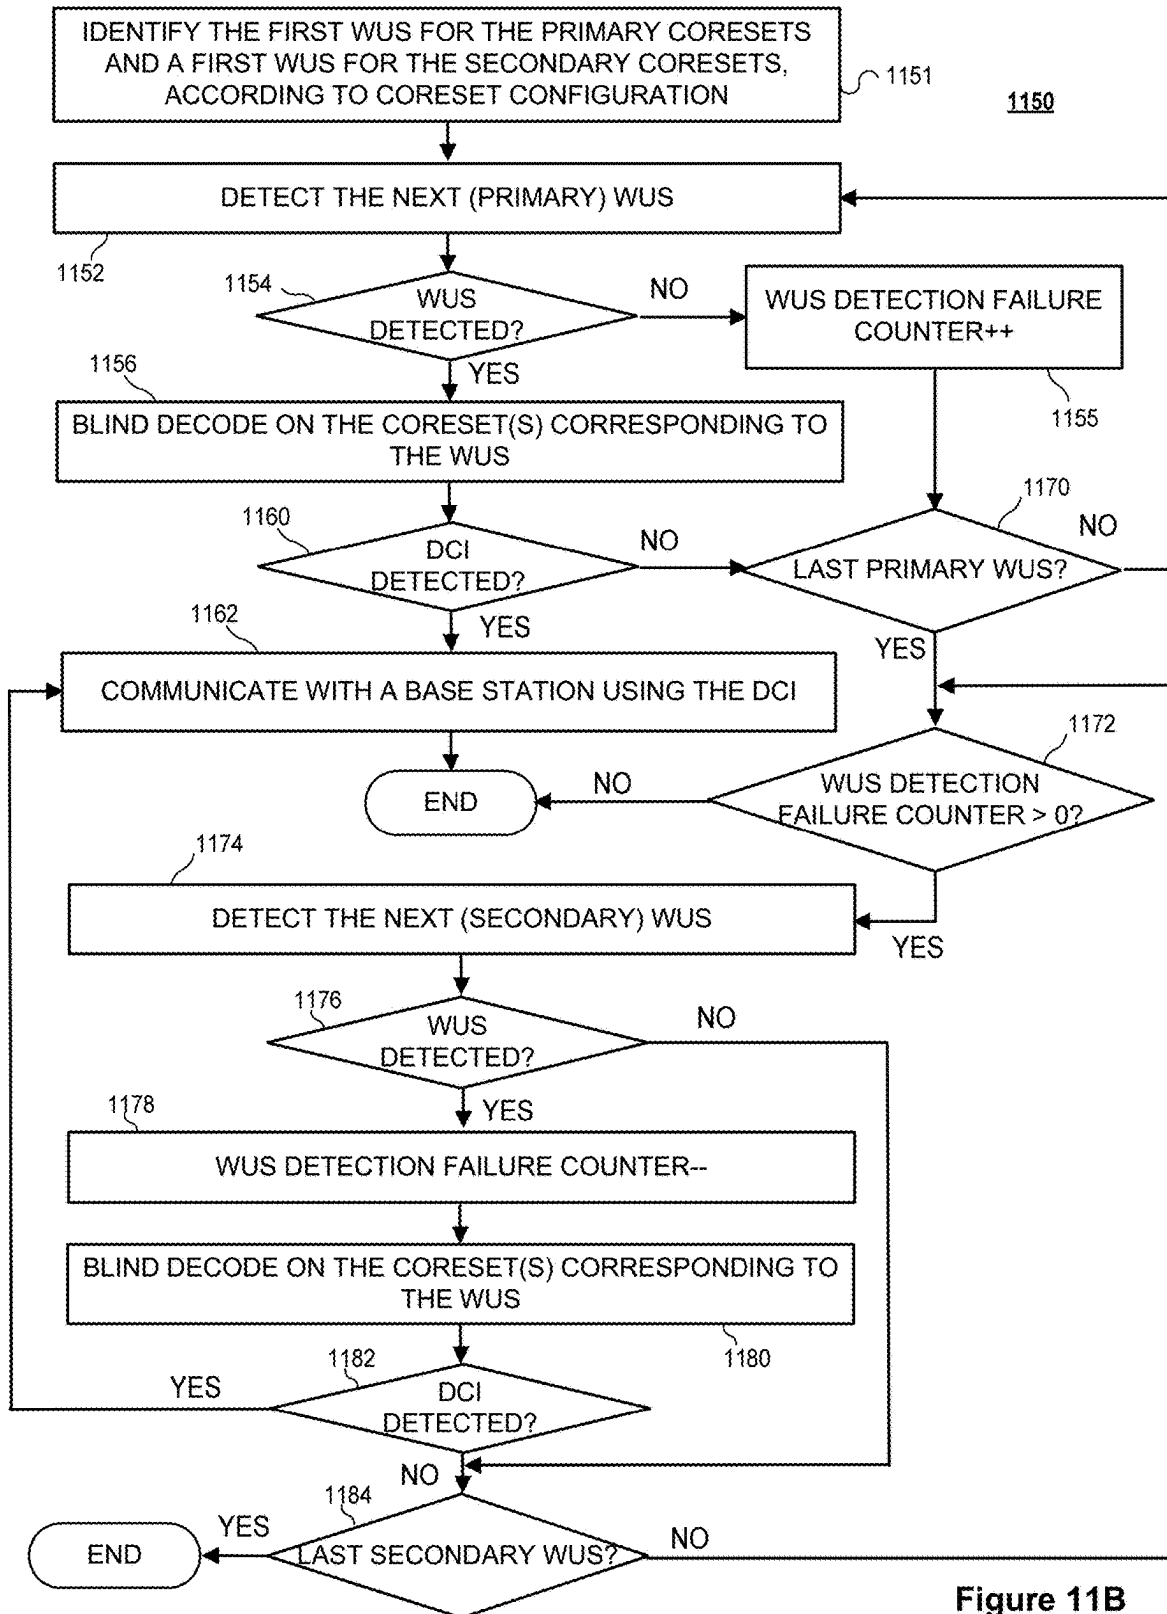 IDENTIFY THE FIRST WUS FOR THE PRIMARY CORESETS
AND A FIRST WUS FOR THE SECONDARY CORESETS,
ACCORDING TO CORESET CONFIGURATION
1151
1150
DETECT THE NEXT (PRIMARY) WUS
1152
1154
WUS
DETECTED?
NO
WUS DETECTION FAILURE
COUNTER++
1155
YES
1156
BLIND DECODE ON THE CORESET(S) CORRESPONDING TO
THE WUS
1160
DCI
DETECTED?
NO
1170
LAST PRIMARY WUS?
NO
YES
YES
1162
COMMUNICATE WITH A BASE STATION USING THE DCI
1172
WUS DETECTION
FAILURE COUNTER > 0?
NO
END
YES
1174
DETECT THE NEXT (SECONDARY) WUS
1176
WUS
DETECTED?
NO
YES
1178
WUS DETECTION FAILURE COUNTER--
BLIND DECODE ON THE CORESET(S) CORRESPONDING TO
THE WUS
1180
1182
DCI
DETECTED?
YES
NO
1184
LAST SECONDARY WUS?
YES
END
NO
Figure 11B